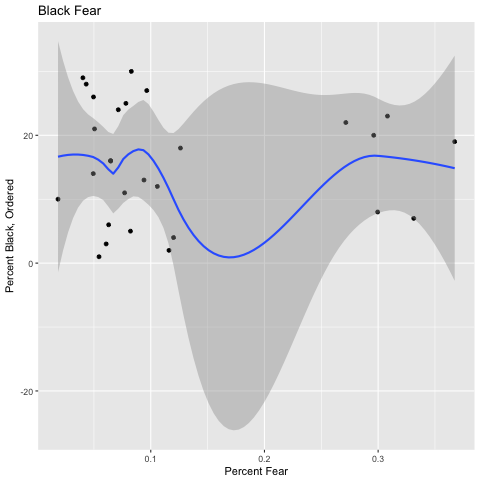 Black Fear
Percent Black, Ordered
20
0
-20
0.1 0.2 0.3
Percent Fear